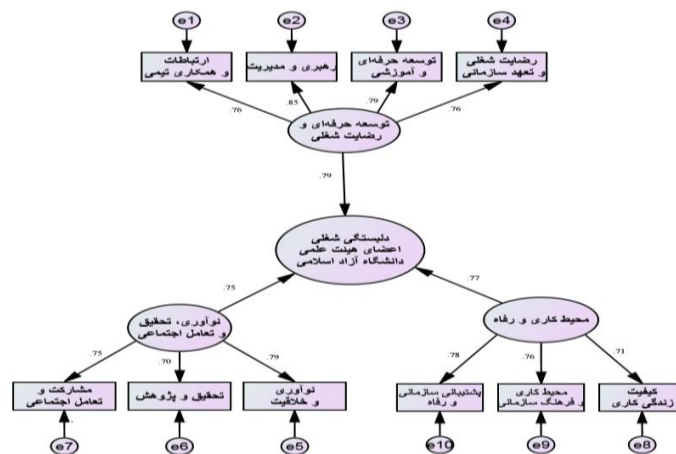 e1
e2
e3
e4
ارتباطات
و همکاری تیمی
رهبری و مدیریت
توسعه حرفه‌ای
و آموزشی
رضایت شغلی
و تعهد سازمانی
.76
.85
.79
.76
توسعه حرفه‌ای و
رضایت شغلی
.79
دلبستگی شغلی
اعضای هیئت علمی
دانشگاه آزاد اسلامی
.75
.77
نوآوری، تحقیق
و تعامل اجتماعی
محیط کاری و رفاه
.75
.70
.79
.78
.76
.71
مشارکت و
تعامل اجتماعی
تحقیق و پژوهش
نوآوری
و خلاقیت
پشتیبانی سازمانی
و رفاه
محیط کاری
و فرهنگ سازمانی
کیفیت
زندگی کاری
e7
e6
e5
e10
e9
e8